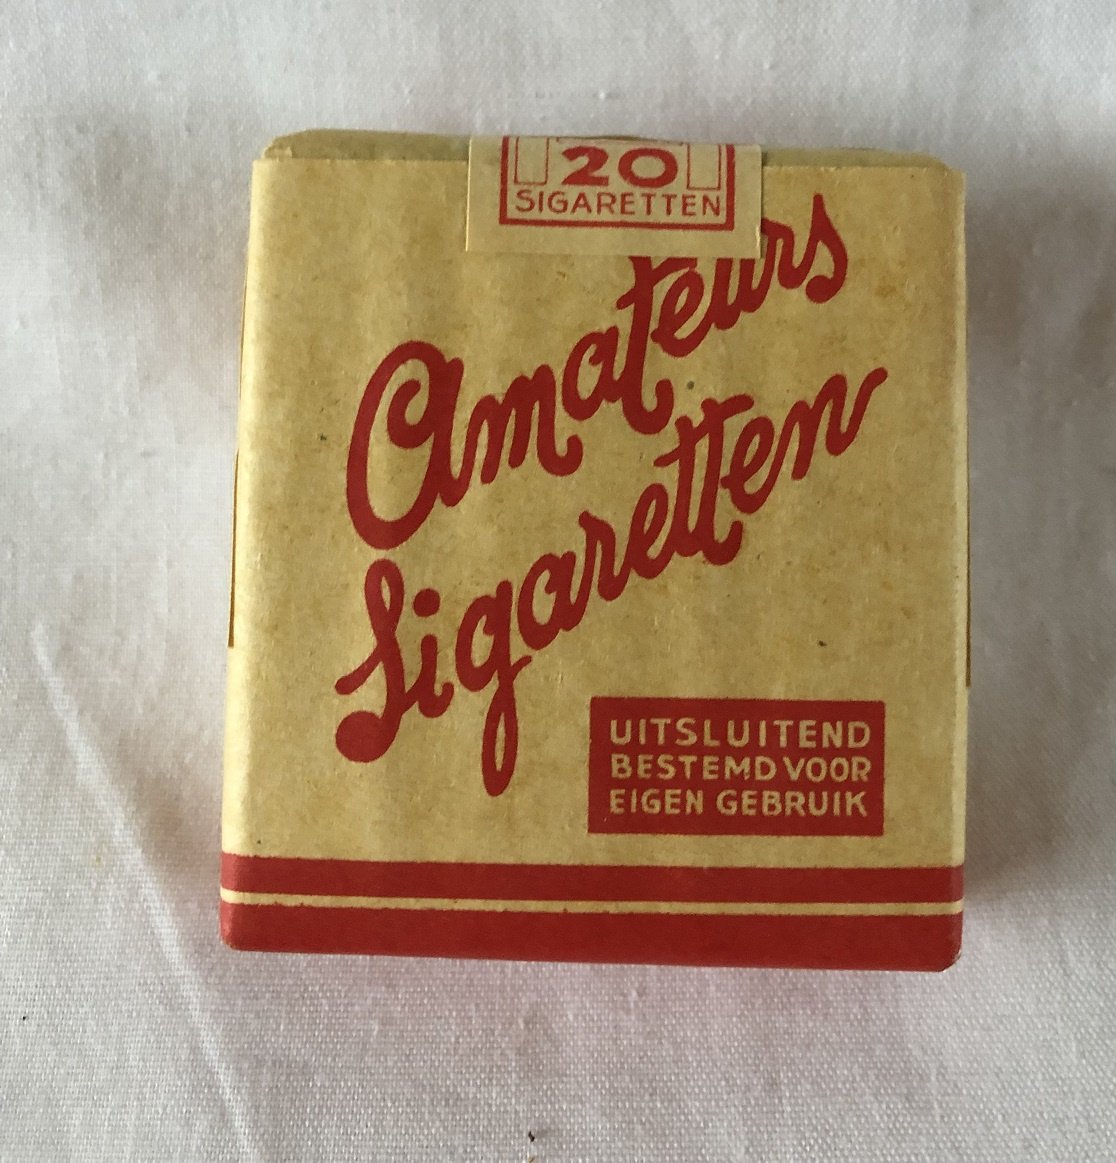 20
SIGARETTEN
Amateurs
Sigaretten
UITSLUITEND
BESTEMD VOOR
EIGEN GEBRUIK